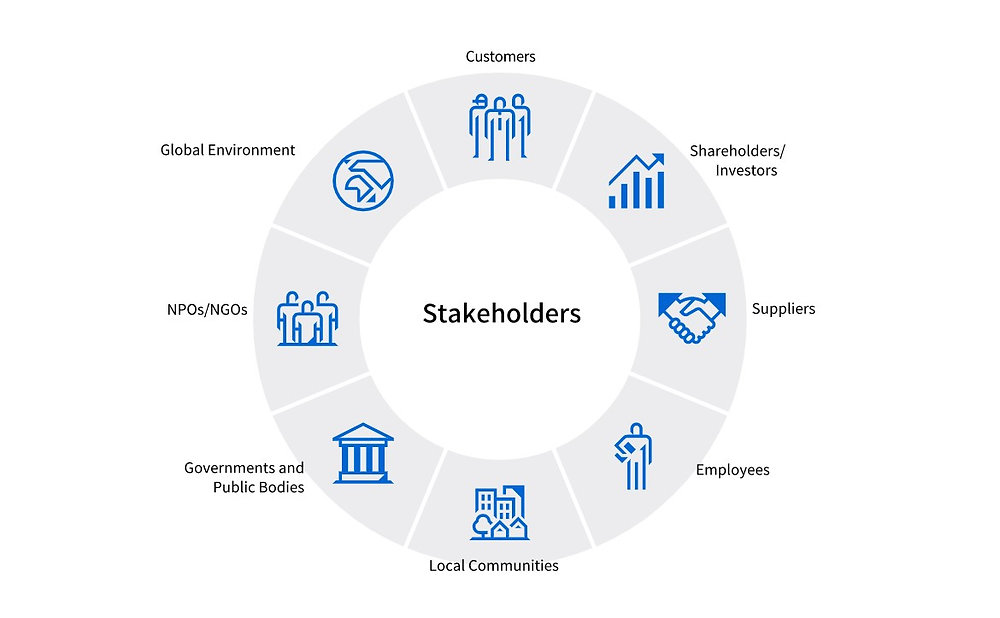 Customers
Shareholders/
Investors
Suppliers
Employees
Local Communities
Governments and
Public Bodies
NPOs/NGOs
Global Environment
Stakeholders